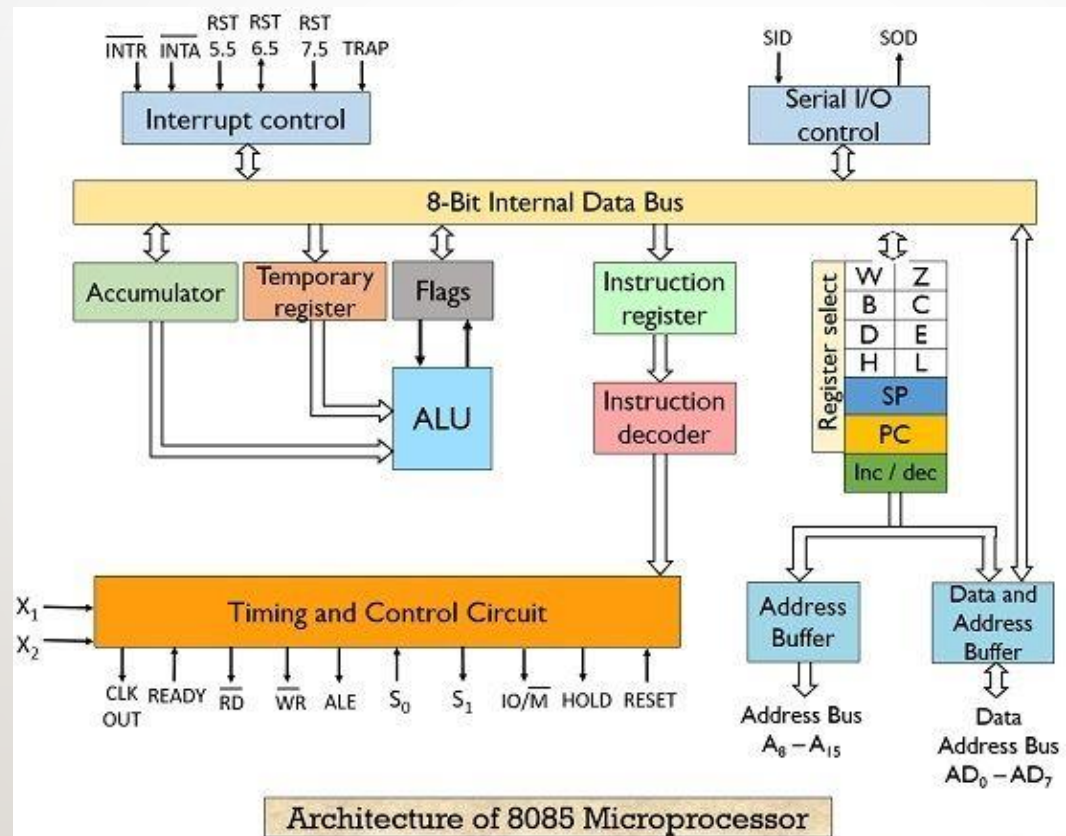 RST RST RST
INTR INTA 5.5 6.5 7.5 TRAP
SID SOD
Interrupt control
Serial I/O
control
8-Bit Internal Data Bus
Accumulator
Temporary
register
Flags
Instruction
register
Register select
W Z
B C
D E
H L
SP
PC
Inc / dec
ALU
Instruction
decoder
X₁
X₂
Timing and Control Circuit
Address
Buffer
Data and
Address
Buffer
CLK
OUT
READY
RD
WR
ALE
S₀
S₁
IO/M
HOLD
RESET
Address Bus
A₈ – A₁₅
Data
Address Bus
AD₀ – AD₇
Architecture of 8085 Microprocessor